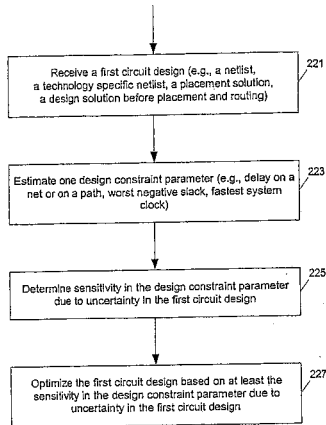 Receive a first circuit design (e.g., a netlist,
a technology specific netlist, a placement solution,
a design solution before placement and routing)
221
Estimate one design constraint parameter (e.g., delay on a
net or on a path, worst negative slack, fastest system
clock)
223
Determine sensitivity in the design constraint parameter
due to uncertainty in the first circuit design
225
Optimize the first circuit design based on at least the
sensitivity in the design constraint parameter due to
uncertainty in the first circuit design
227